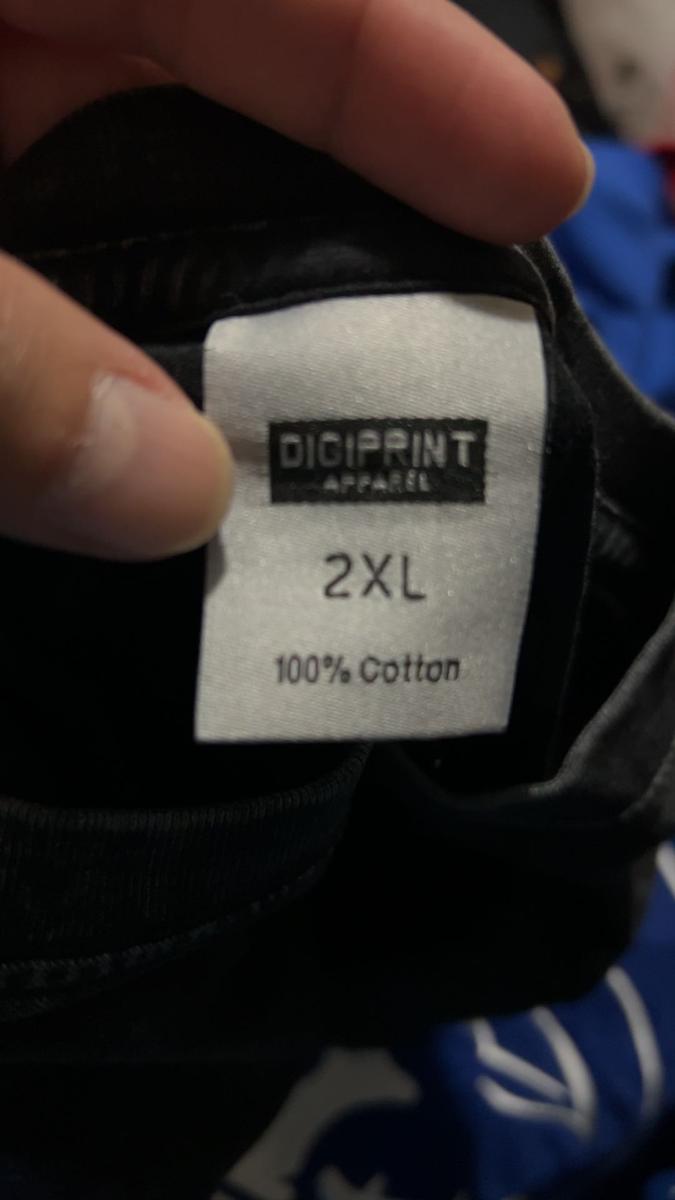 DIGIPRINT
APPAREL
2XL
100% Cotton